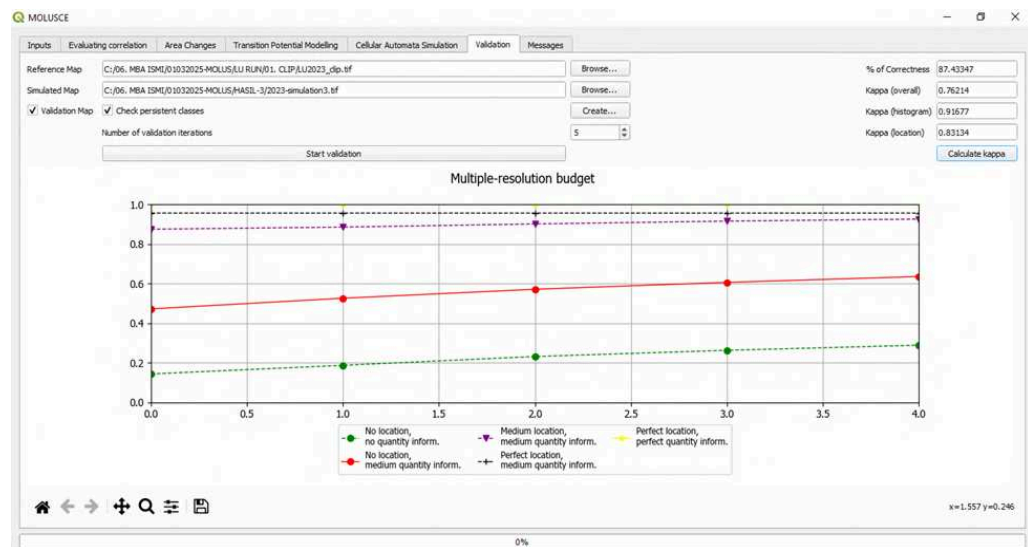 MOLUSCE
Inputs Evaluating correlation Area Changes Transition Potential Modelling Cellular Automata Simulation Validation Messages
Reference Map C:/06. MBA ISMI/01032025-MOLUS/LU RUN/01. CLIP/LU2023_clip.tif Browse... % of Correctness 87.43347
Simulated Map C:/06. MBA ISMI/01032025-MOLUS/HASIL-3/2023-simulation3.tif Browse... Kappa (overall) 0.76214
Validation Map Check persistent classes Create... Kappa (histogram) 0.91677
Number of validation iterations 5 Kappa (location) 0.83134
Start validation Calculate kappa
Multiple-resolution budget
1.0
0.8
0.6
0.4
0.2
0.0
0.0 0.5 1.0 1.5 2.0 2.5 3.0 3.5 4.0
No location,
no quantity inform.
No location,
medium quantity inform.
Medium location,
medium quantity inform.
Perfect location,
medium quantity inform.
Perfect location,
perfect quantity inform.
x=1.557 y=0.246
0%